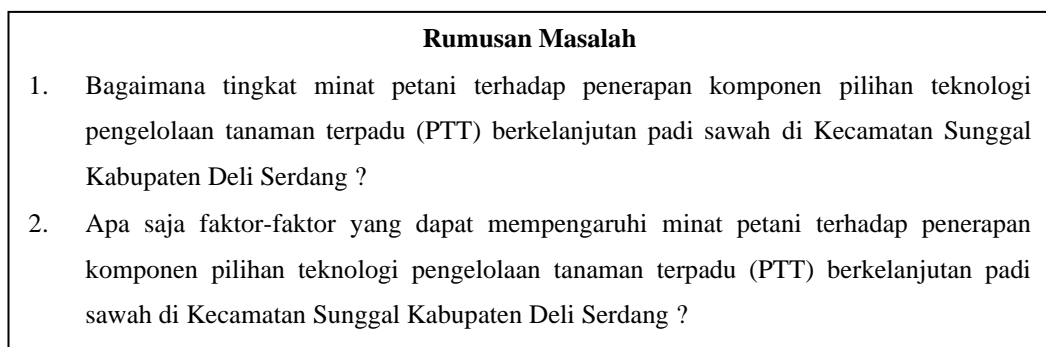 Rumusan Masalah
1. Bagaimana tingkat minat petani terhadap penerapan komponen pilihan teknologi
pengelolaan tanaman terpadu (PTT) berkelanjutan padi sawah di Kecamatan Sunggal
Kabupaten Deli Serdang ?
2. Apa saja faktor-faktor yang dapat mempengaruhi minat petani terhadap penerapan
komponen pilihan teknologi pengelolaan tanaman terpadu (PTT) berkelanjutan padi
sawah di Kecamatan Sunggal Kabupaten Deli Serdang ?